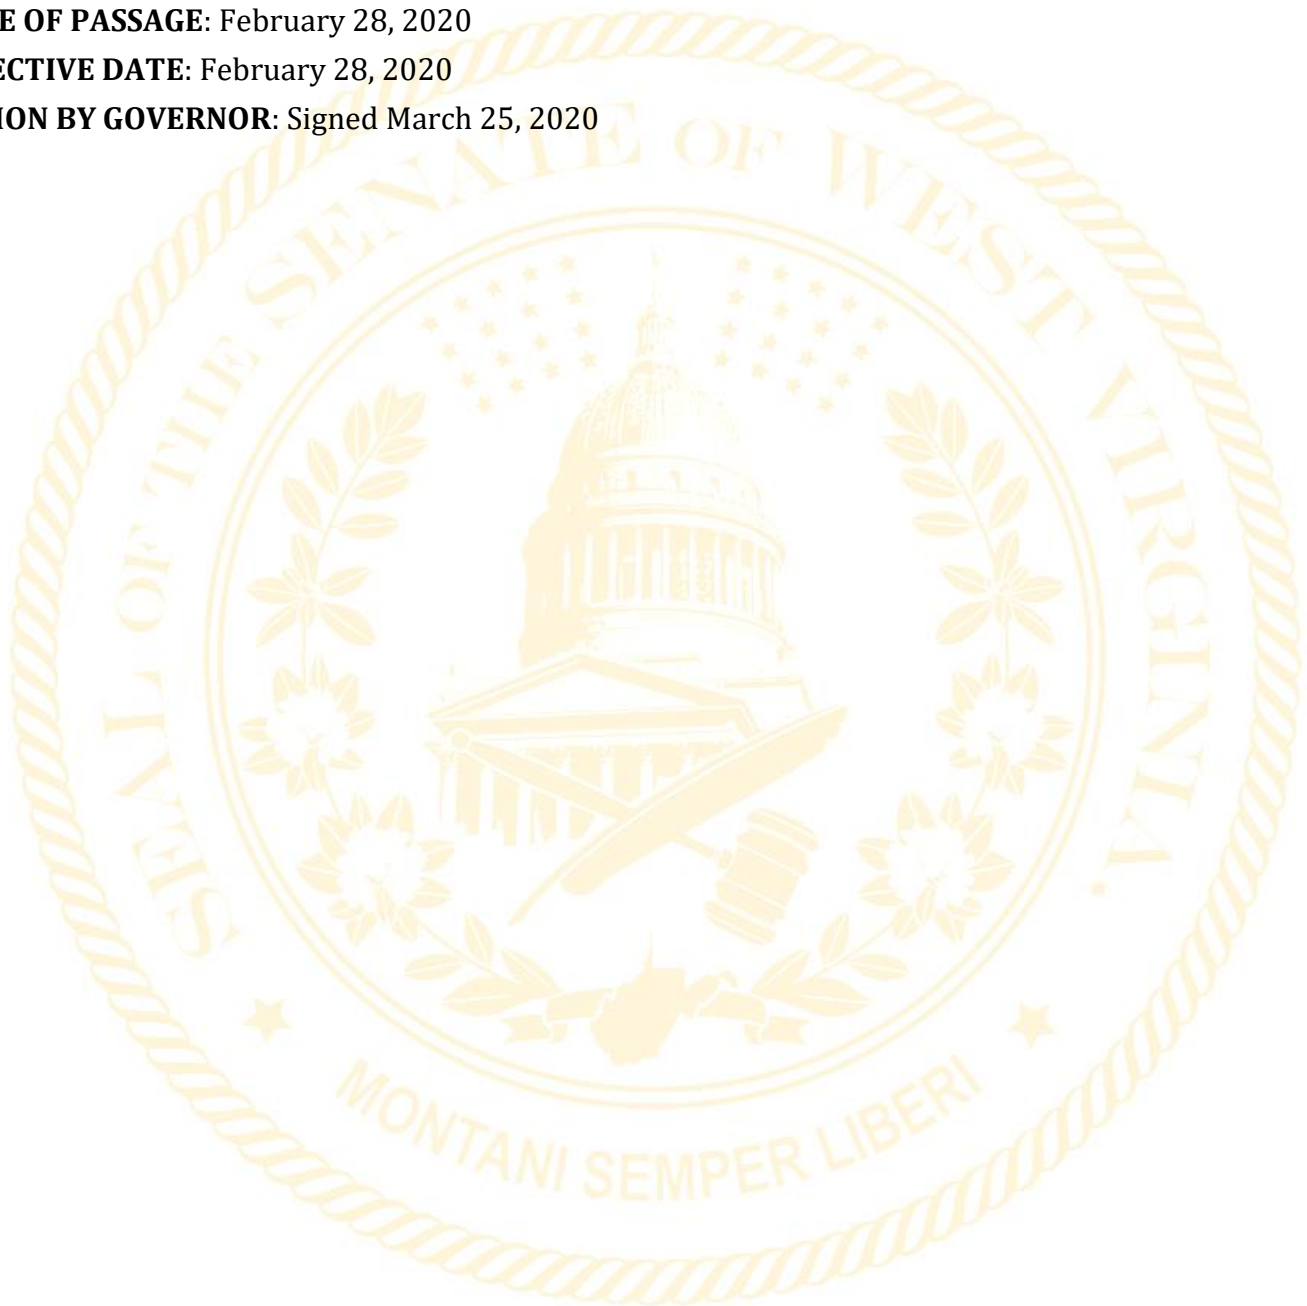 E OF PASSAGE: February 28, 2020
ECTIVE DATE: February 28, 2020
ION BY GOVERNOR: Signed March 25, 2020
SEAL OF THE SENATE OF WEST VIRGINIA
MONTANI SEMPER LIBERI